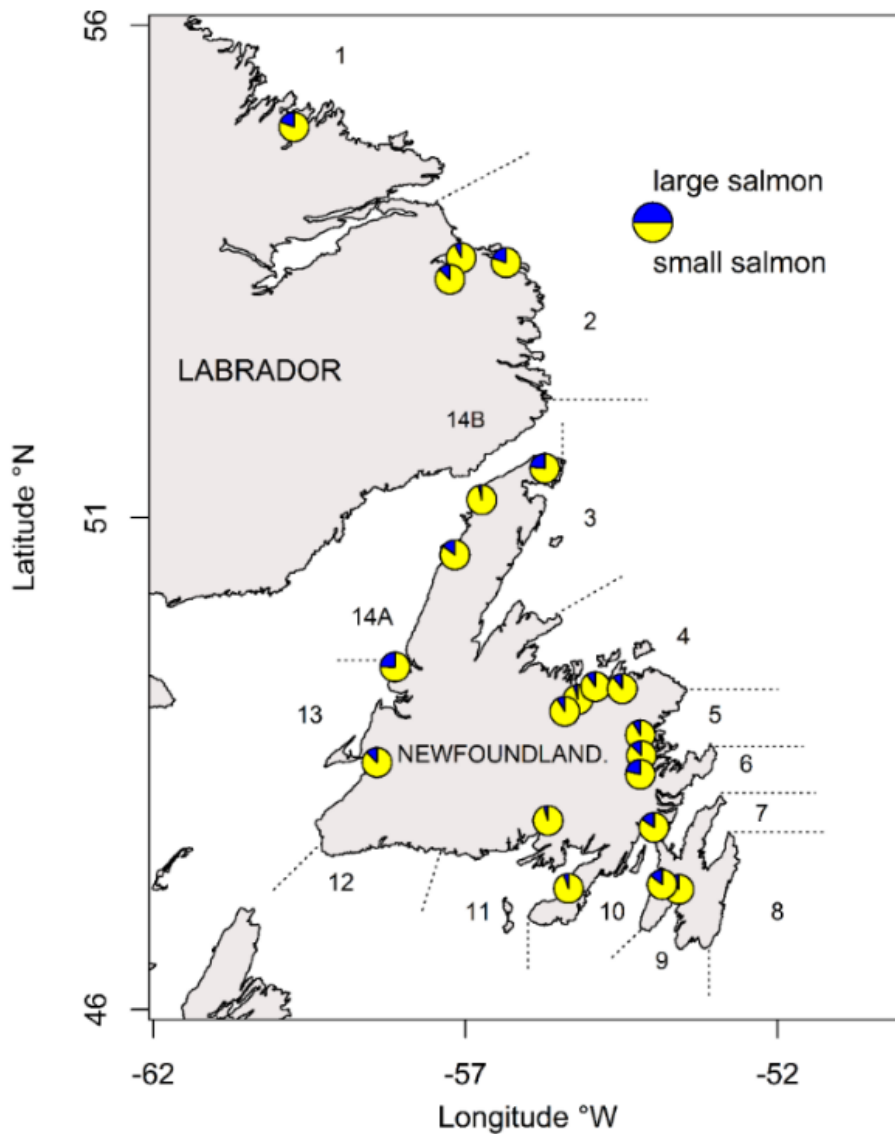 56
1
large salmon
small salmon
2
LABRADOR
14B
51
3
14A
4
13
5
NEWFOUNDLAND.
6
7
12
11
10
8
9
46
-62
-57
-52
Latitude °N
Longitude °W